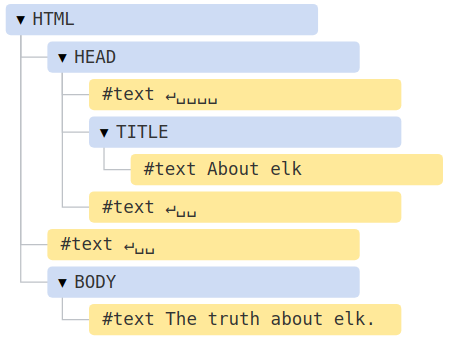 ▼ HTML
▼ HEAD
#text ↵␣␣␣␣
▼ TITLE
#text About elk
#text ↵␣␣
#text ↵␣␣
▼ BODY
#text The truth about elk.